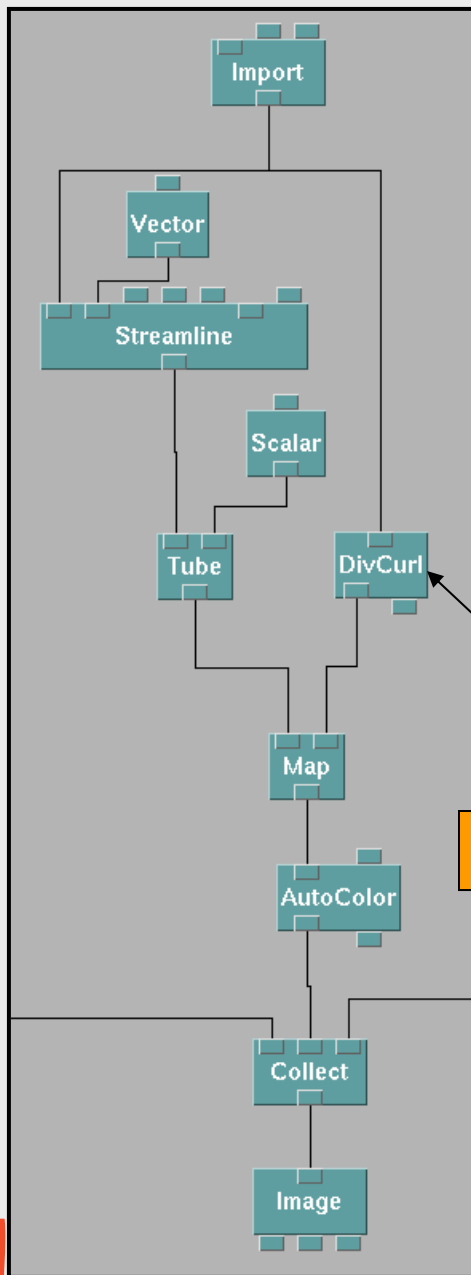 Import
Vector
Streamline
Scalar
Tube
DivCurl
Map
AutoColor
Collect
Image